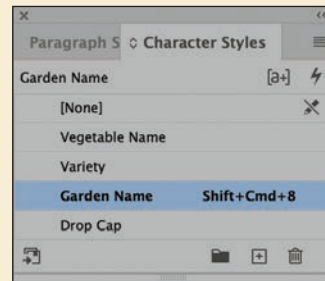 Paragraph S Character Styles
Garden Name [a+]
[None]
Vegetable Name
Variety
Garden Name Shift+Cmd+8
Drop Cap